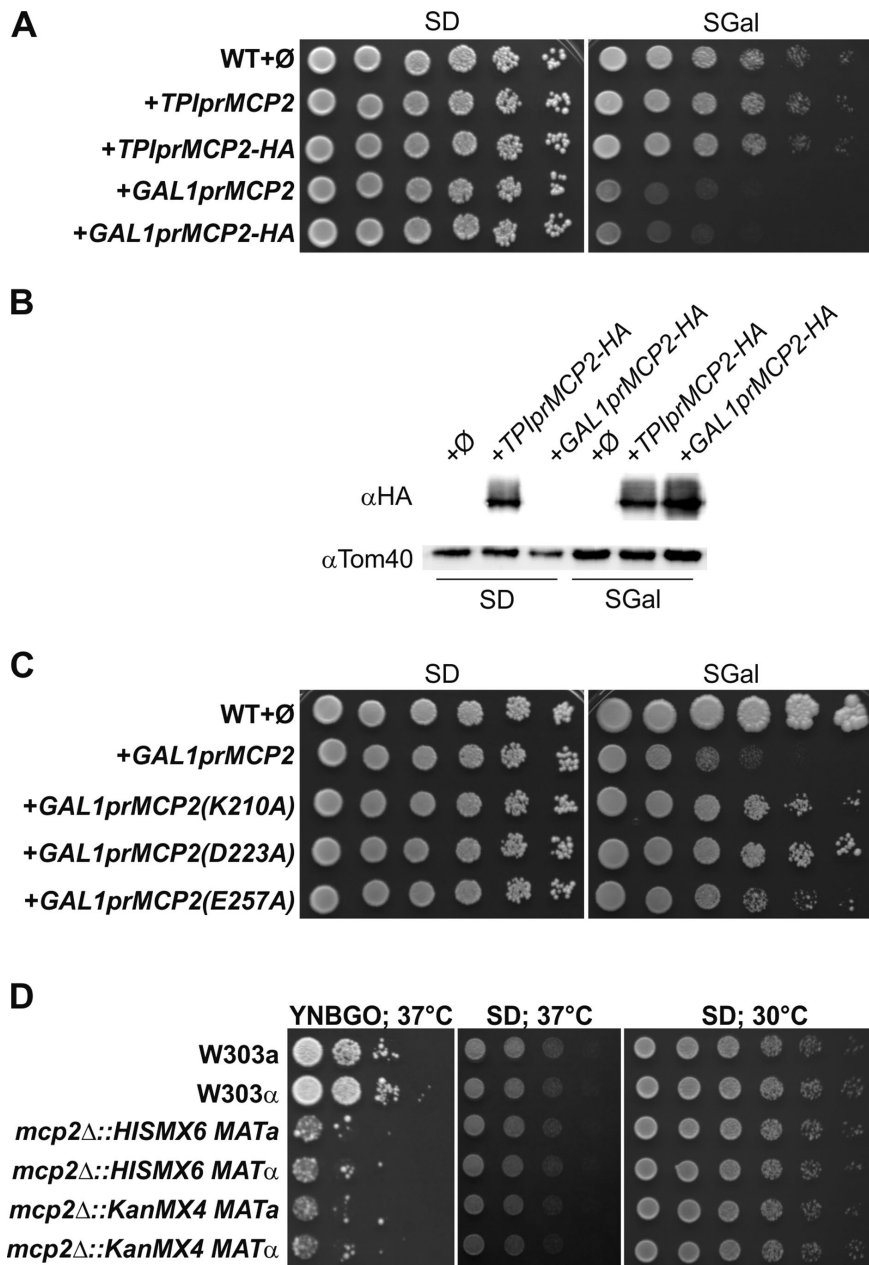 A
SD SGal
WT+Ø
+TPIprMCP2
+TPIprMCP2-HA
+GAL1prMCP2
+GAL1prMCP2-HA
B
+Ø +TPIprMCP2-HA +GAL1prMCP2-HA +Ø +TPIprMCP2-HA +GAL1prMCP2-HA
αHA
αTom40
SD SGal
C
SD SGal
WT+Ø
+GAL1prMCP2
+GAL1prMCP2(K210A)
+GAL1prMCP2(D223A)
+GAL1prMCP2(E257A)
D
YNBGO; 37°C SD; 37°C SD; 30°C
W303a
W303α
mcp2Δ::HISMX6 MATa
mcp2Δ::HISMX6 MATα
mcp2Δ::KanMX4 MATa
mcp2Δ::KanMX4 MATα